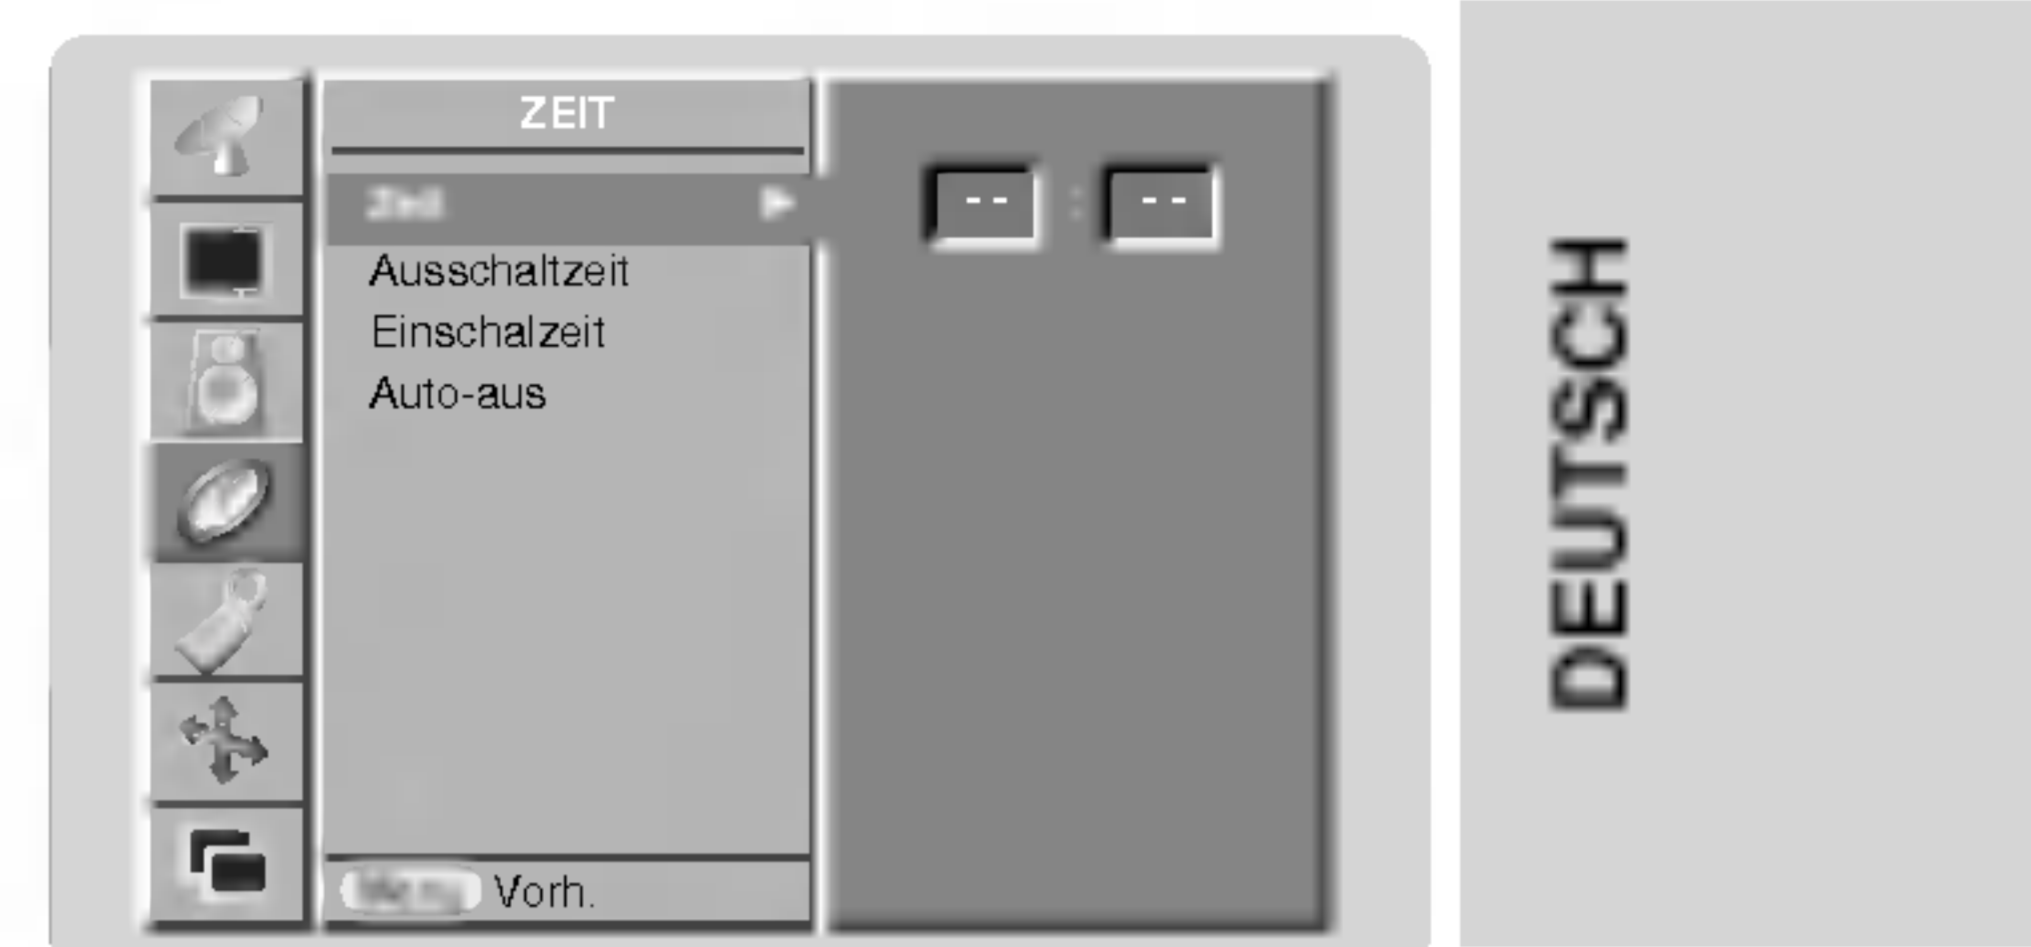 ZEIT
-- : --
Ausschaltzeit
Einschalzeit
Auto-aus
Vorh.
DEUTSCH